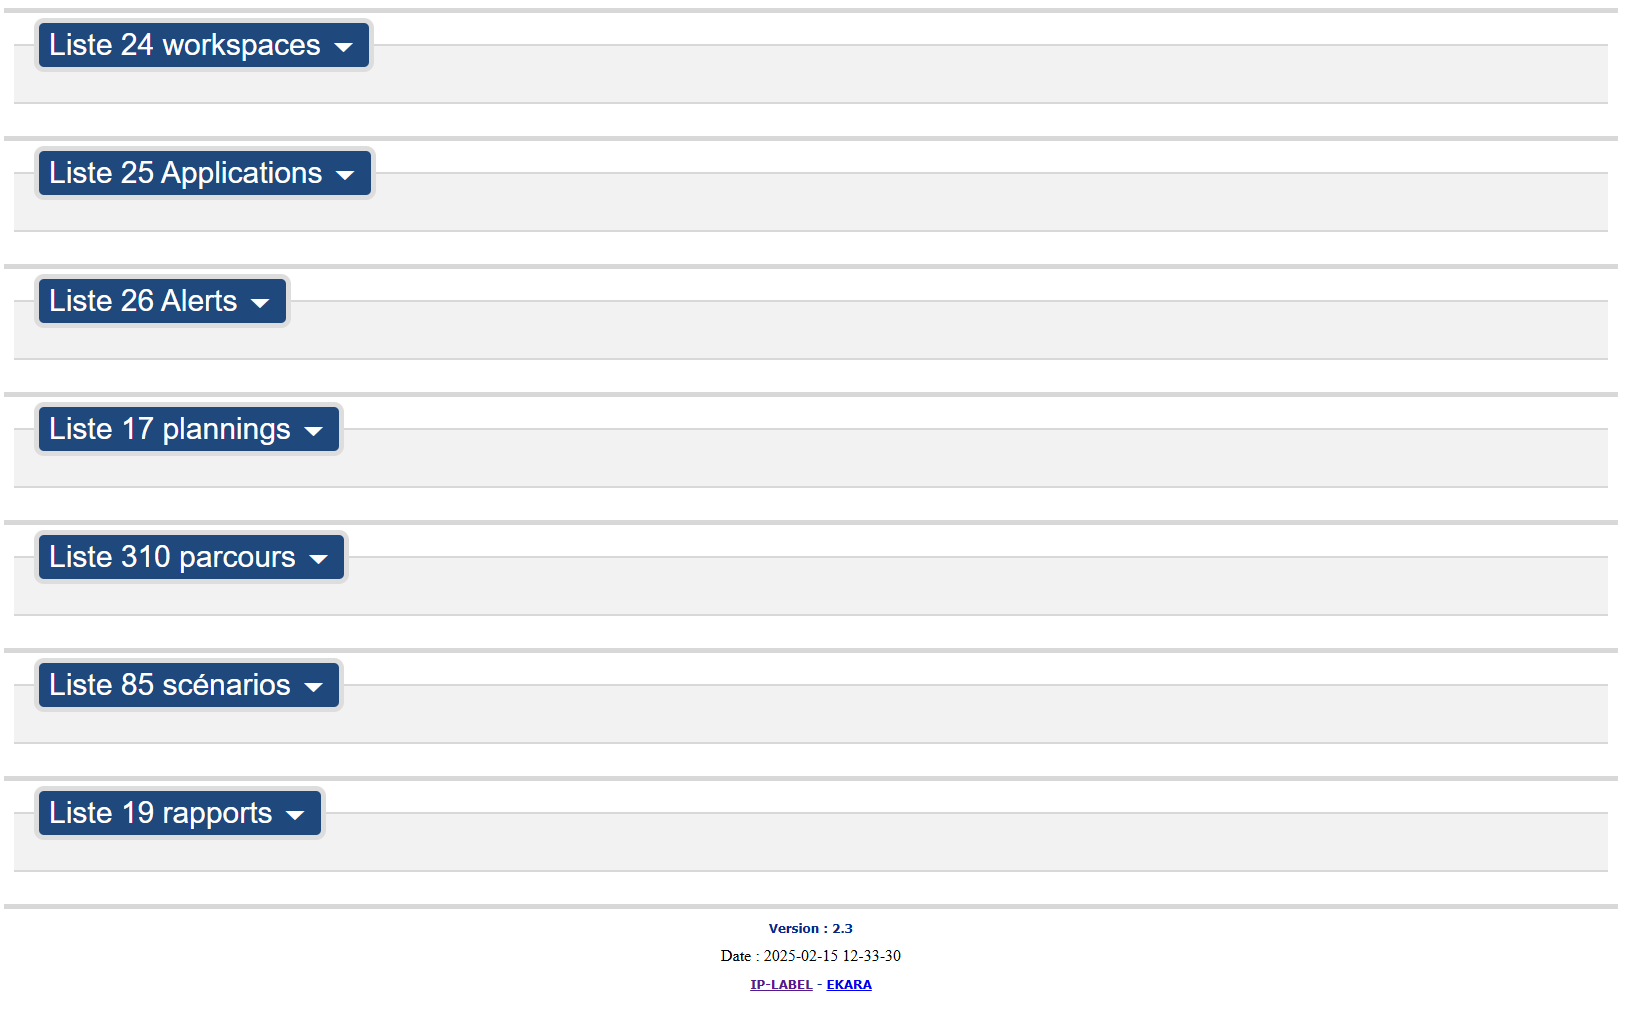 Liste 24 workspaces
Liste 25 Applications
Liste 26 Alerts
Liste 17 plannings
Liste 310 parcours
Liste 85 scénarios
Liste 19 rapports
Version : 2.3
Date : 2025-02-15 12-33-30
IP-LABEL - EKARA